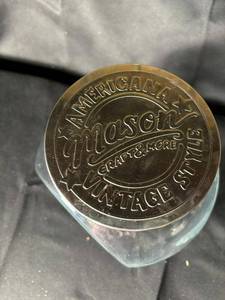 AMERICANA
Mason
CRAFT & MORE
VINTAGE STYLE